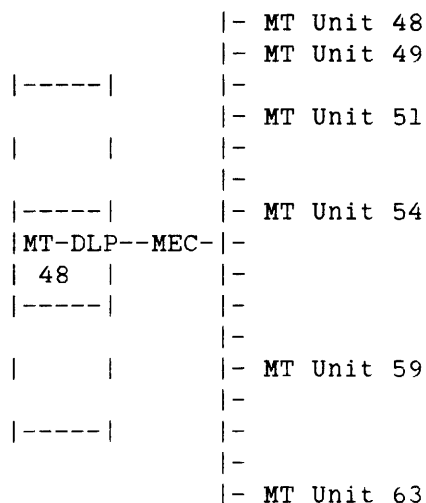 |- MT Unit 48
|- MT Unit 49
|-----| |-
|- MT Unit 51
| | |-
|-
|-----| |- MT Unit 54
|MT-DLP--MEC-|-
| 48 | |-
|-----| |-
|-
| | |- MT Unit 59
|-
|-----| |-
|-
|- MT Unit 63